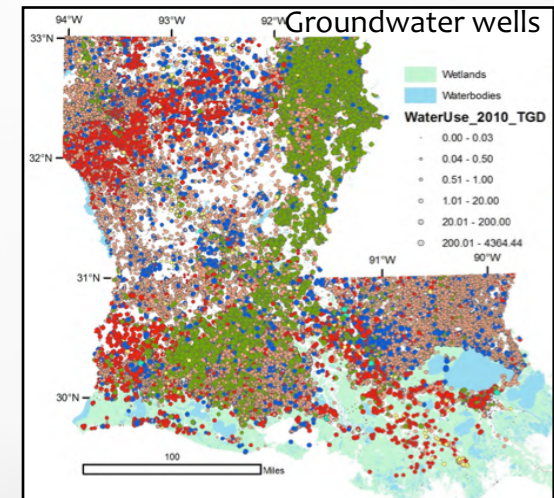 Groundwater wells
94°W 93°W 92°W
33°N
Wetlands
Waterbodies
WaterUse_2010_TGD
0.00 - 0.03
32°N
0.04 - 0.50
0.51 - 1.00
1.01 - 20.00
20.01 - 200.00
200.01 - 4364.44
91°W 90°W
31°N
30°N
100
Miles